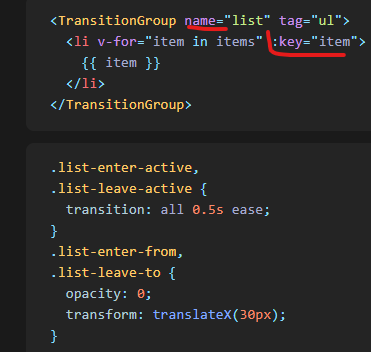 <TransitionGroup name="list" tag="ul">
  <li v-for="item in items" :key="item">
    {{ item }}
  </li>
</TransitionGroup>
.list-enter-active,
.list-leave-active {
  transition: all 0.5s ease;
}
.list-enter-from,
.list-leave-to {
  opacity: 0;
  transform: translateX(30px);
}